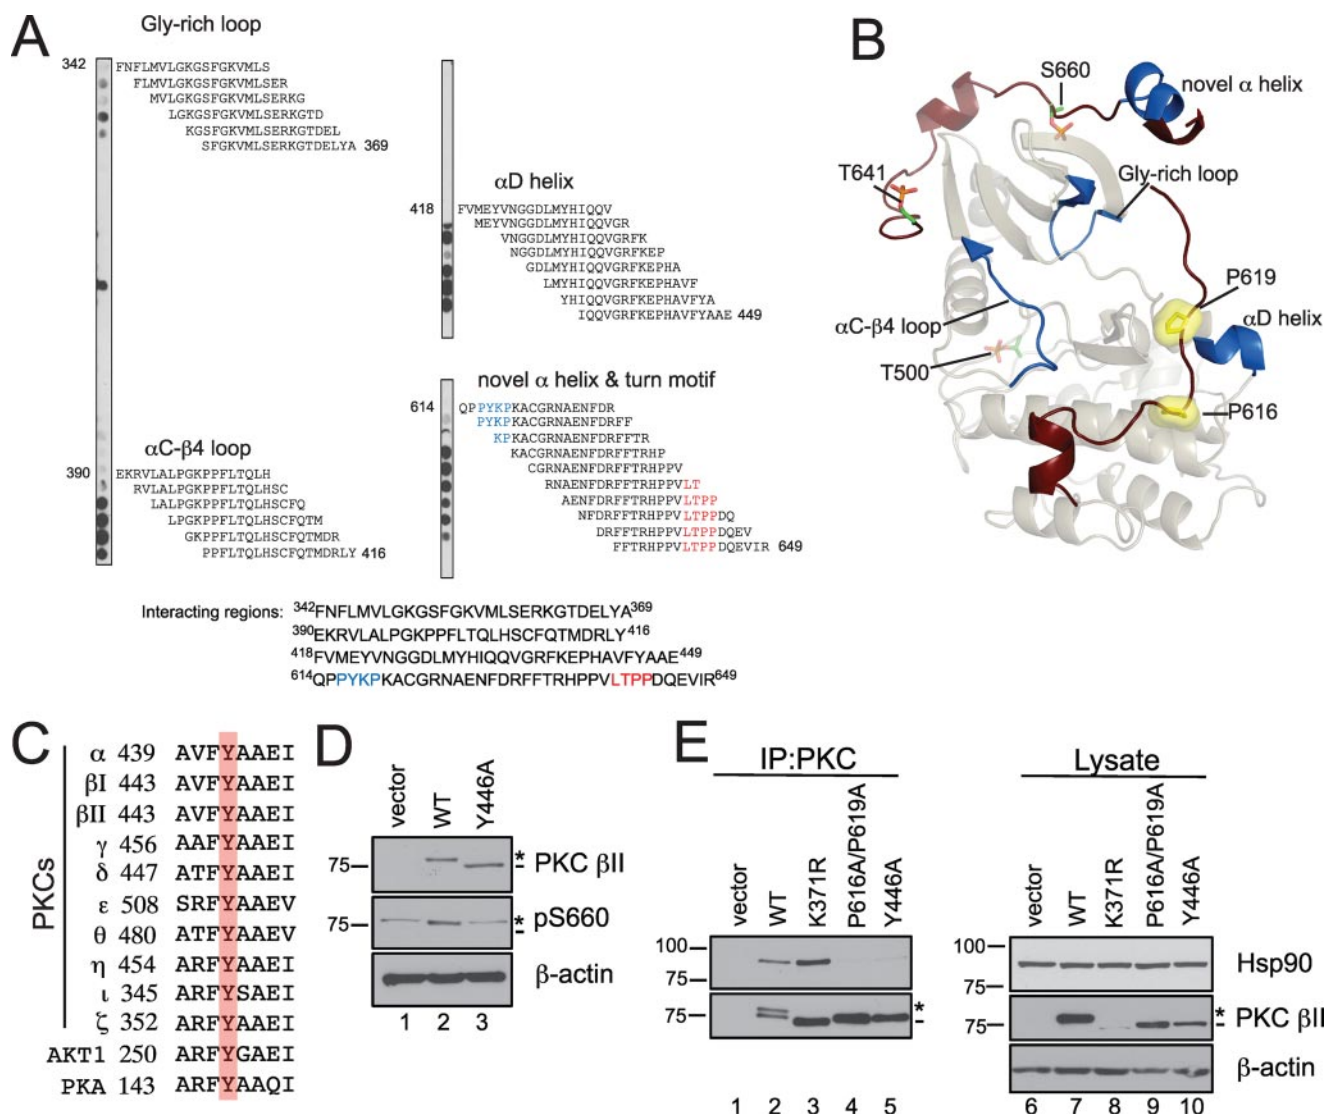 A
Gly-rich loop
342
FNFLMVLGKGSFGKVMLS
FLMVLGKGSFGKVMLSER
MVLGKGSFGKVMLSERKG
LGKGSFGKVMLSERKGTD
KGSFGKVMLSERKGTDEL
SFGKVMLSERKGTDELYA 369
αC-β4 loop
390
EKRVLALPGKPPFLTQLH
RVLALPGKPPFLTQLHSC
LALPGKPPFLTQLHSCFQ
LPGKPPFLTQLHSCFQTM
GKPPFLTQLHSCFQTMDR
PPFLTQLHSCFQTMDRLY 416
αD helix
418
FVMEYVNGGDLMYHIQQV
MEYVNGGDLMYHIQQVGR
VNGGDLMYHIQQVGRFK
NGGDLMYHIQQVGRFKEP
GDLMYHIQQVGRFKEPHA
LMYHIQQVGRFKEPHAVF
YHIQQVGRFKEPHAVFYA
IQQVGRFKEPHAVFYAAE 449
novel α helix & turn motif
614
QPPYKPKACGRNAENFDR
PYKPKACGRNAENFDRFF
KPKACGRNAENFDRFFTR
KACGRNAENFDRFFTRHP
CGRNAENFDRFFTRHPPV
RNAENFDRFFTRHPPVLT
AENFDRFFTRHPPVLTPP
NFDRFFTRHPPVLTPPDQ
DRFFTRHPPVLTPPDQEV
FFTRHPPVLTPPDQEVIR 649
Interacting regions: 342FNFLMVLGKGSFGKVMLSERKGTDELYA369
390EKRVLALPGKPPFLTQLHSCFQTMDRLY416
418FVMEYVNGGDLMYHIQQVGRFKEPHAVFYAAE449
614QPPYKPKACGRNAENFDRFFTRHPPVLTPPDQEVIR649
B
S660
novel α helix
T641
Gly-rich loop
P619
αC-β4 loop
αD helix
T500
P616
C
PKCs
α 439 AVFYAAEI
βI 443 AVFYAAEI
βII 443 AVFYAAEI
γ 456 AAFYAAEI
δ 447 ATFYAAEI
ε 508 SRFYAAEV
θ 480 ATFYAAEV
η 454 ARFYAAEI
ι 345 ARFYSAEI
ζ 352 ARFYAAEI
AKT1 250 ARFYGAEI
PKA 143 ARFYAAQI
D
vector WT Y446A
75 * PKC βII
75 * pS660
β-actin
1 2 3
E
IP:PKC
vector WT K371R P616A/P619A Y446A
100
75
75 *
1 2 3 4 5
Lysate
vector WT K371R P616A/P619A Y446A
100
75 Hsp90
75 * PKC βII
β-actin
6 7 8 9 10